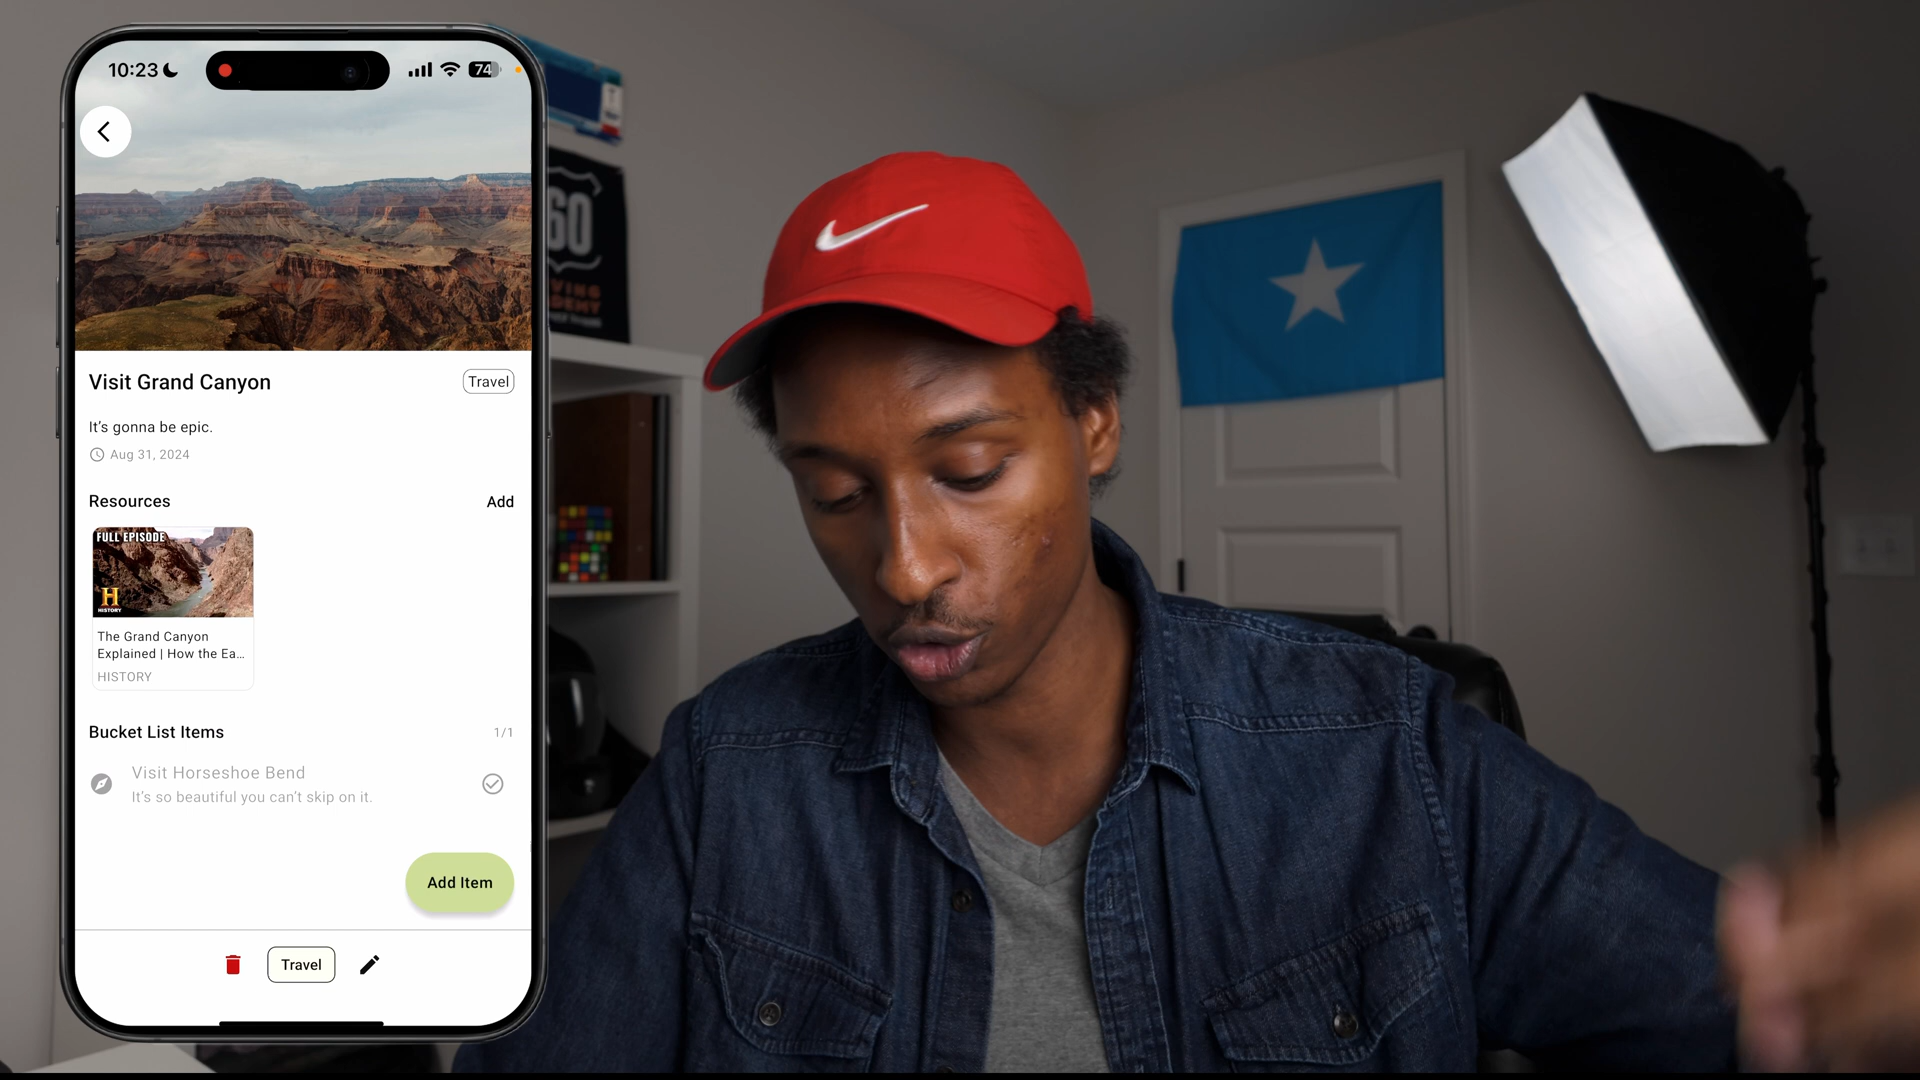 10:23
74
Visit Grand Canyon
Travel
It's gonna be epic.
Aug 31, 2024
Resources
Add
FULL EPISODE
H
HISTORY
The Grand Canyon
Explained | How the Ea...
HISTORY
Bucket List Items
1/1
Visit Horseshoe Bend
It's so beautiful you can't skip on it.
Add Item
Travel
60